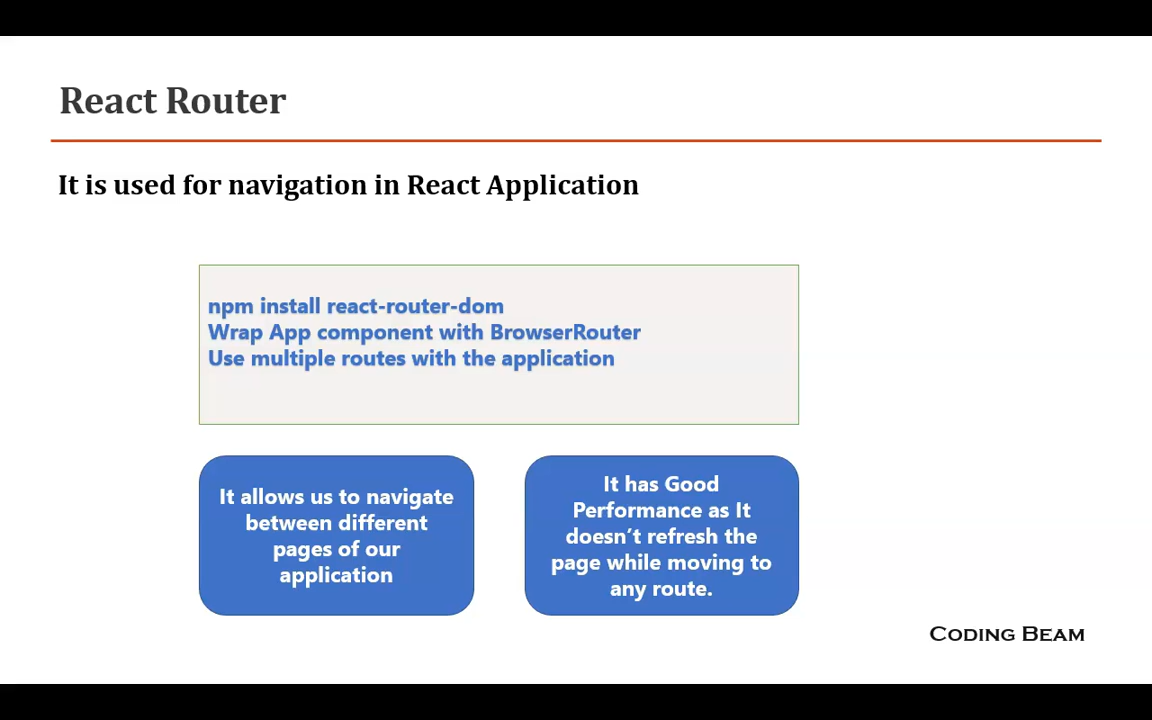 React Router
It is used for navigation in React Application
npm install react-router-dom
Wrap App component with BrowserRouter
Use multiple routes with the application
It allows us to navigate
between different
pages of our
application
It has Good
Performance as It
doesn’t refresh the
page while moving to
any route.
Coding Beam